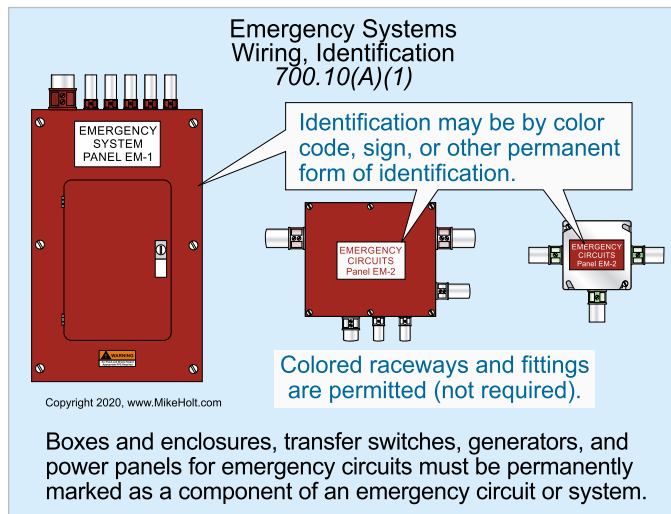 Emergency Systems
Wiring, Identification
700.10(A)(1)
EMERGENCY
SYSTEM
PANEL EM-1
Identification may be by color
code, sign, or other permanent
form of identification.
EMERGENCY
CIRCUITS
Panel EM-2
EMERGENCY
CIRCUITS
Panel EM-2
WARNING
Colored raceways and fittings
are permitted (not required).
Copyright 2020, www.MikeHolt.com
Boxes and enclosures, transfer switches, generators, and
power panels for emergency circuits must be permanently
marked as a component of an emergency circuit or system.